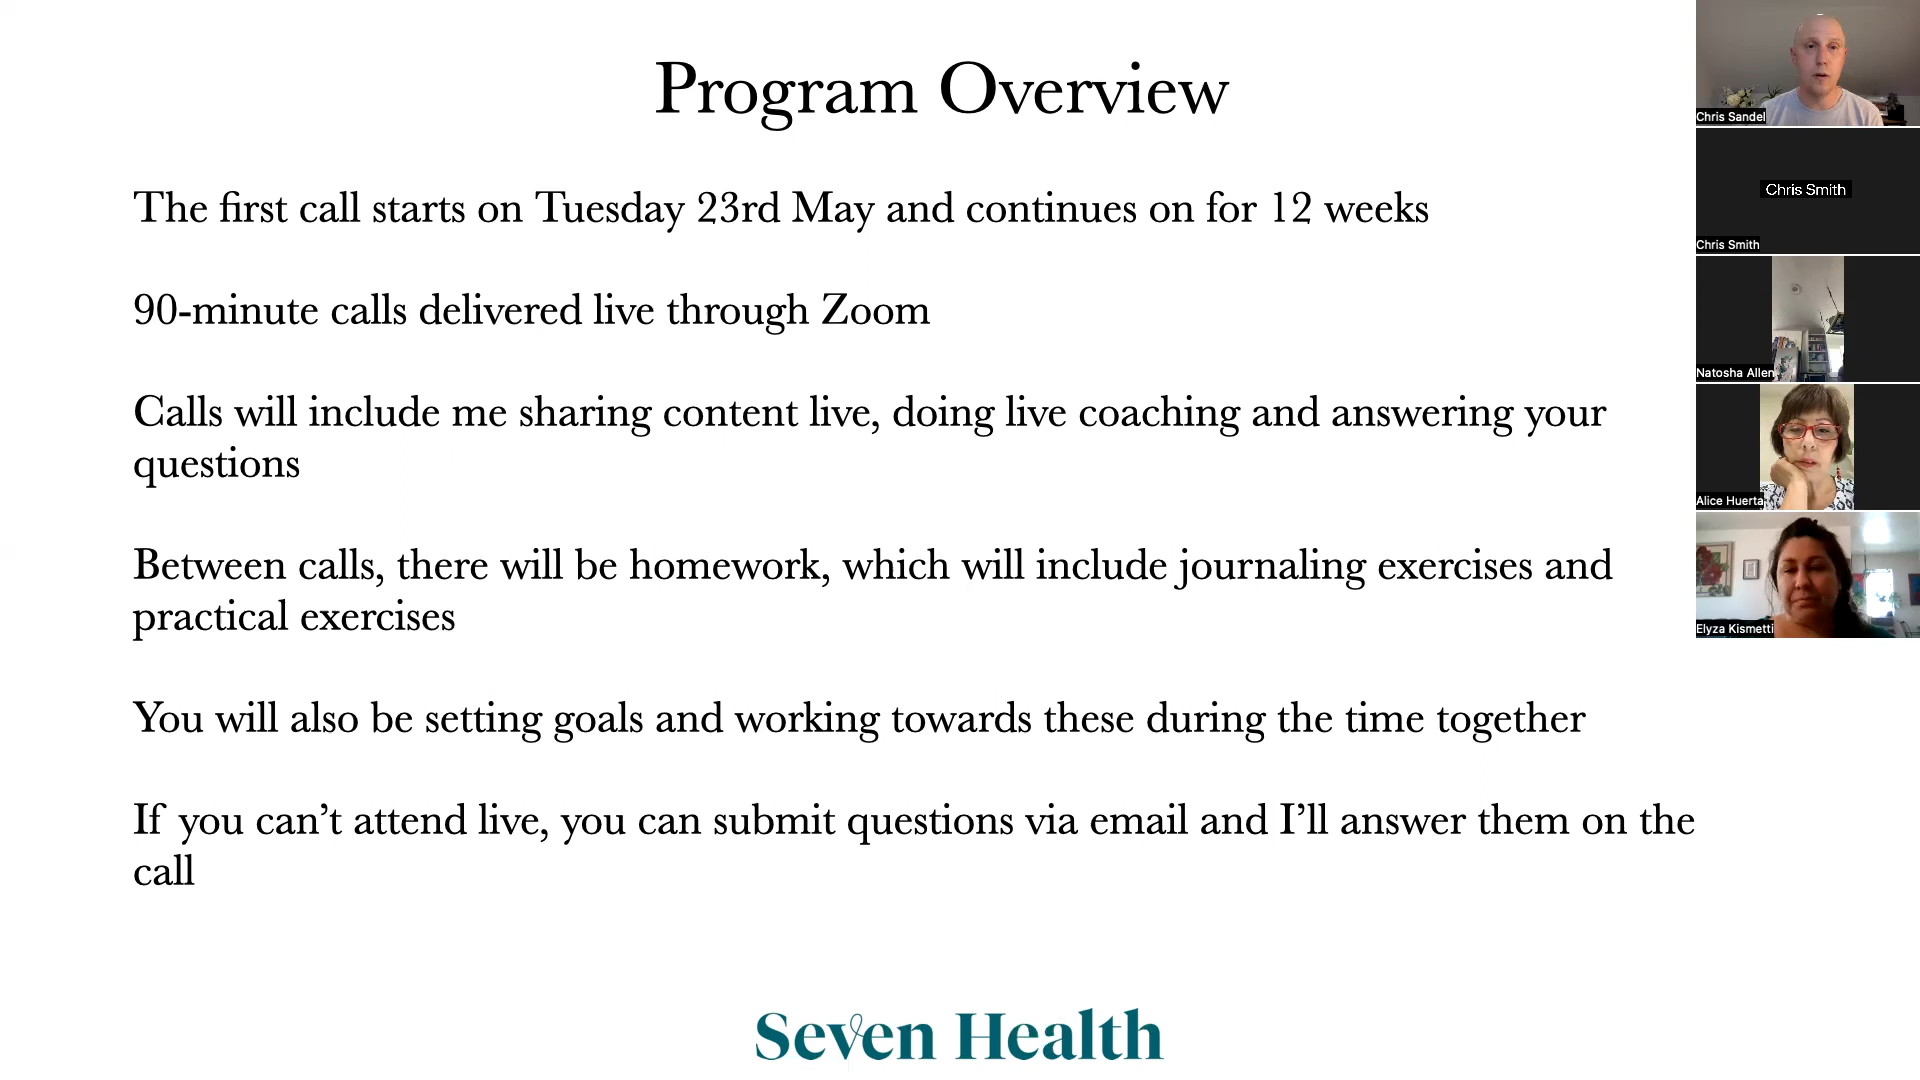 Program Overview
The first call starts on Tuesday 23rd May and continues on for 12 weeks
90-minute calls delivered live through Zoom
Calls will include me sharing content live, doing live coaching and answering your
questions
Between calls, there will be homework, which will include journaling exercises and
practical exercises
You will also be setting goals and working towards these during the time together
If you can’t attend live, you can submit questions via email and I’ll answer them on the
call
Seven Health
Chris Sandel
Chris Smith
Chris Smith
Natosha Allen
Alice Huerta
Elyza Kismetti